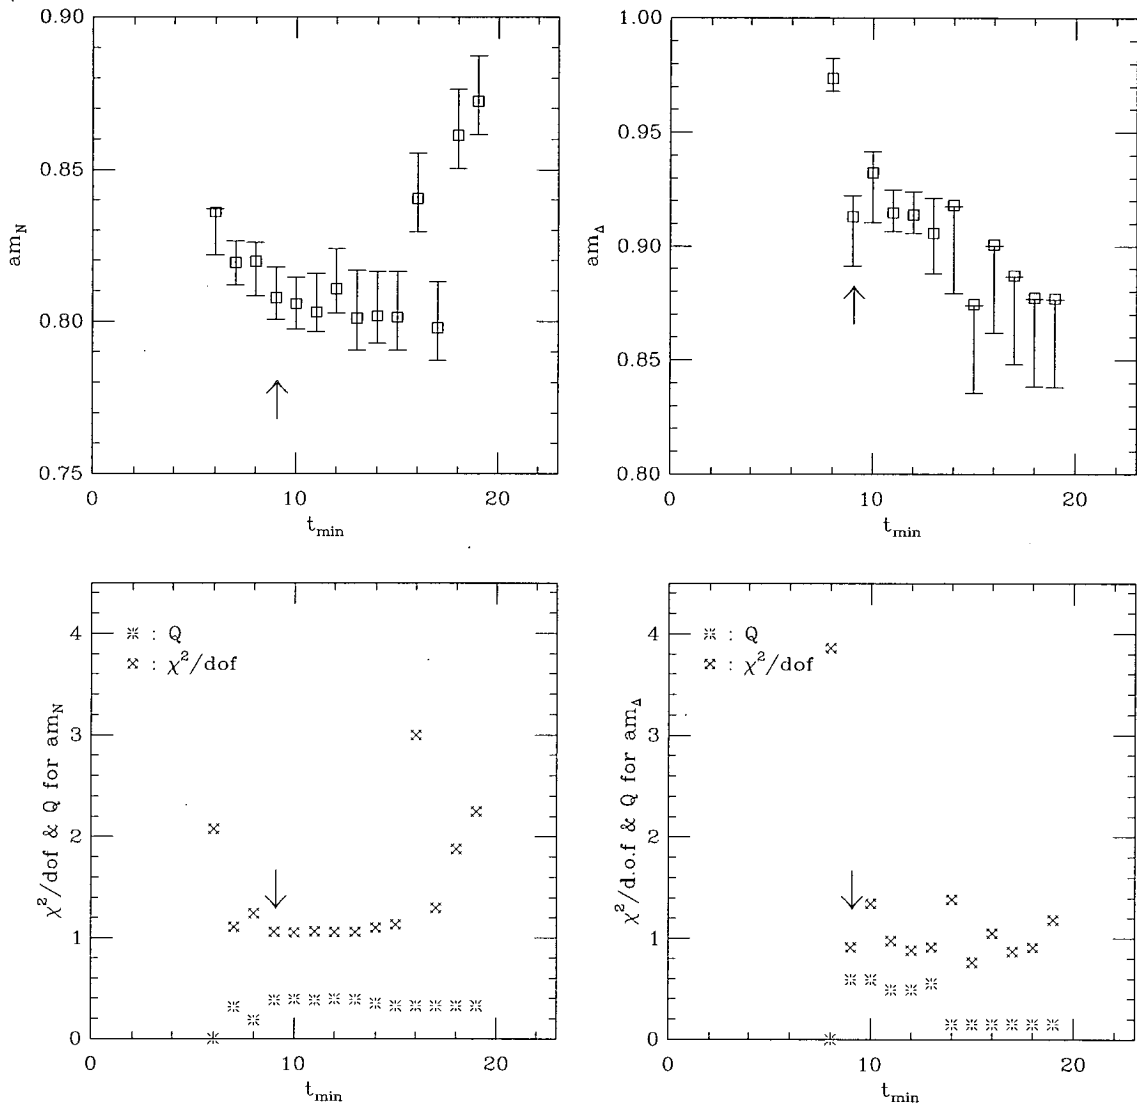 0.90
0.85
0.80
0.75
am_N
0
10
20
t_min
1.00
0.95
0.90
0.85
0.80
am_Δ
0
10
20
t_min
4
3
2
1
0
χ²/dof & Q for am_N
: Q
: χ²/dof
0
10
20
t_min
4
3
2
1
0
χ²/d.o.f & Q for am_Δ
: Q
: χ²/dof
0
10
20
t_min